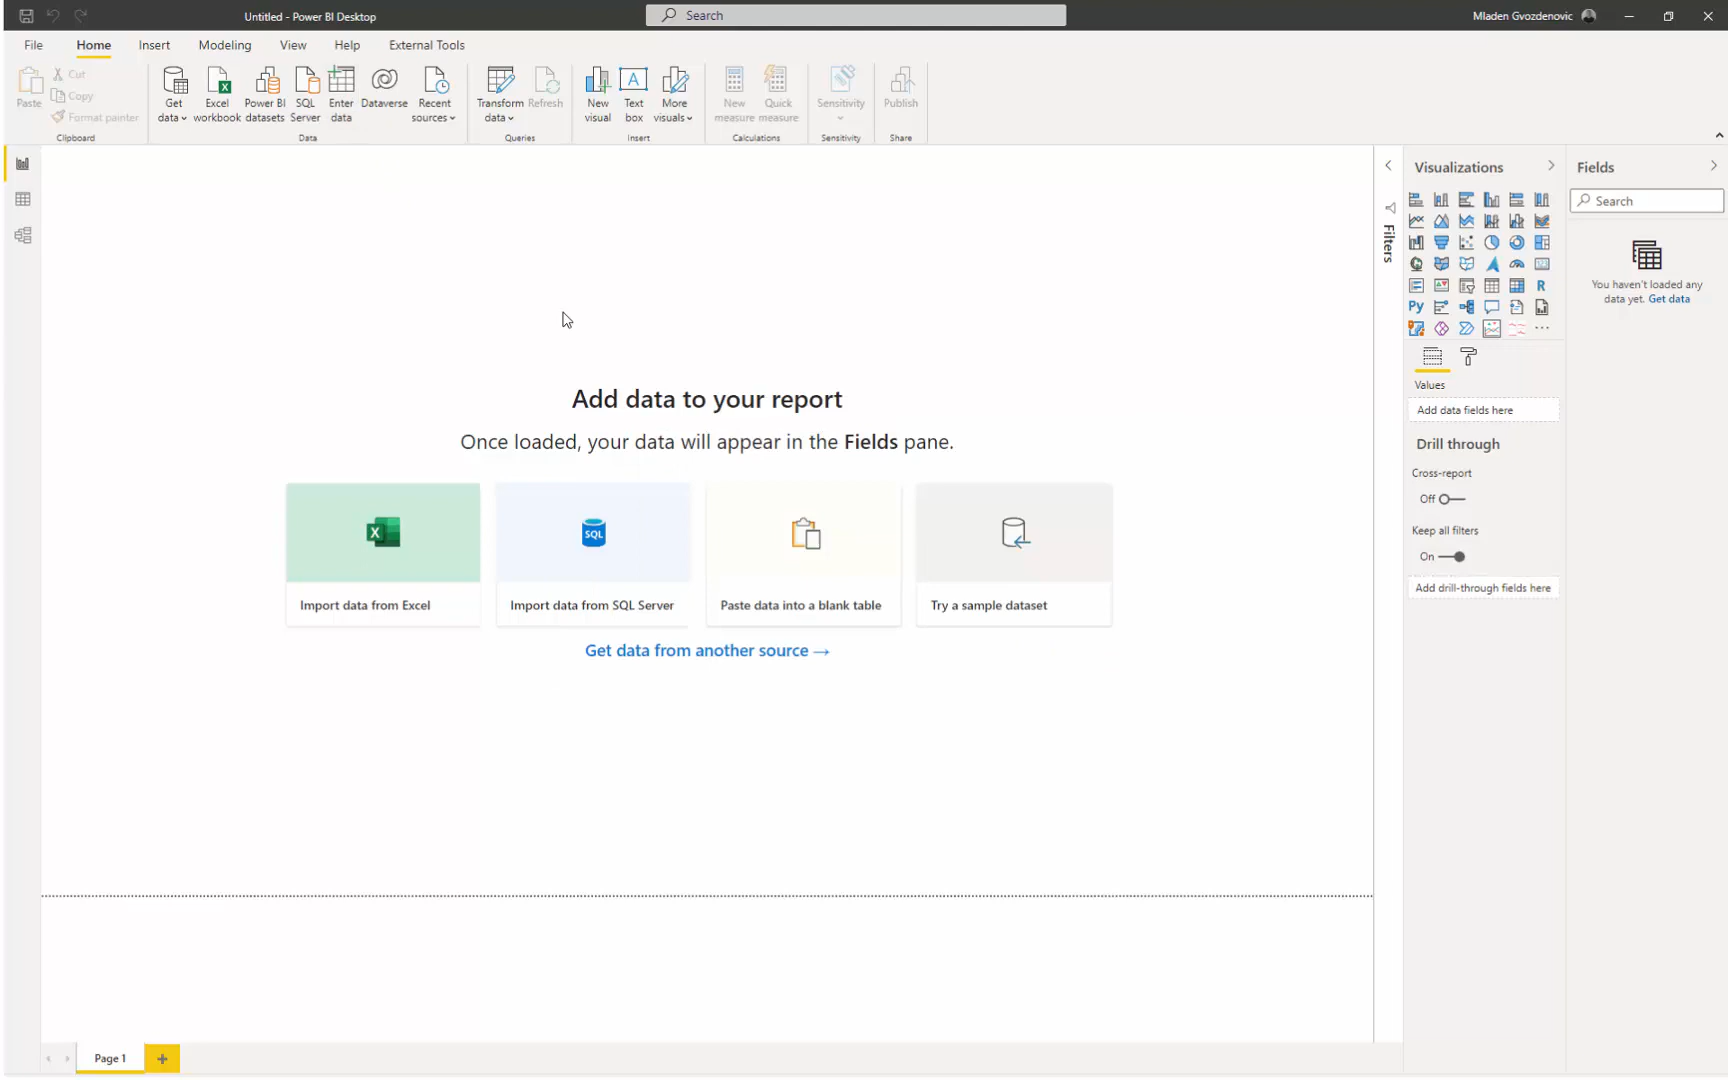 Untitled - Power BI Desktop
Search
Mladen Gvozdenovic
File
Home
Insert
Modeling
View
Help
External Tools
Paste
Cut
Copy
Format painter
Clipboard
Get data
Excel workbook
Power BI datasets
SQL Server
Enter data
Dataverse
Recent sources
Data
Transform data
Refresh
Queries
New visual
A
Text box
More visuals
Insert
New measure
Quick measure
Calculations
Sensitivity
Sensitivity
Publish
Share
Filters
Visualizations
R
Py
Values
Add data fields here
Drill through
Cross-report
Off
Keep all filters
On
Add drill-through fields here
Fields
Search
You haven't loaded any
data yet. Get data
Add data to your report
Once loaded, your data will appear in the Fields pane.
X
SQL
Import data from Excel
Import data from SQL Server
Paste data into a blank table
Try a sample dataset
Get data from another source →
Page 1